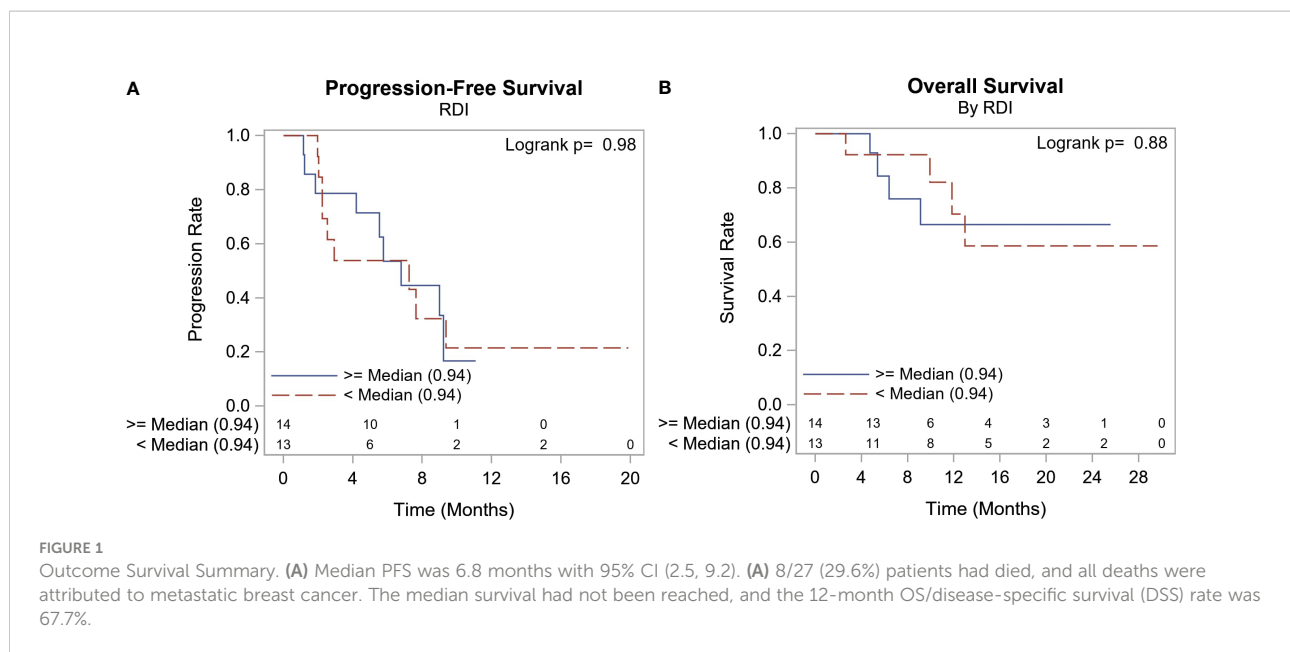 A
Progression-Free Survival
RDI
Logrank p= 0.98
Progression Rate
1.0
0.8
0.6
0.4
0.2
0.0
>= Median (0.94)
< Median (0.94)
>= Median (0.94) 14 10 1 0
< Median (0.94) 13 6 2 2 0
0 4 8 12 16 20
Time (Months)
B
Overall Survival
By RDI
Logrank p= 0.88
Survival Rate
1.0
0.8
0.6
0.4
0.2
0.0
>= Median (0.94)
< Median (0.94)
>= Median (0.94) 14 13 6 4 3 1 0
< Median (0.94) 13 11 8 5 2 2 0
0 4 8 12 16 20 24 28
Time (Months)
FIGURE 1
Outcome Survival Summary. (A) Median PFS was 6.8 months with 95% CI (2.5, 9.2). (A) 8/27 (29.6%) patients had died, and all deaths were
attributed to metastatic breast cancer. The median survival had not been reached, and the 12-month OS/disease-specific survival (DSS) rate was
67.7%.